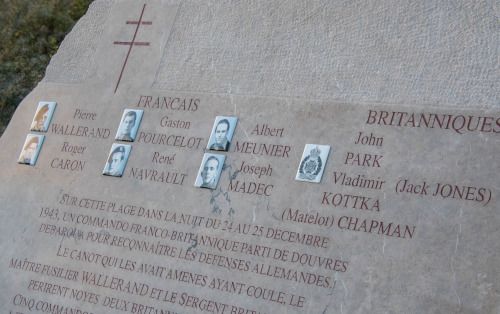 FRANCAIS
BRITANNIQUES
Pierre
WALLERAND
Roger
CARON
Gaston
POURCELOT
René
NAVRAULT
Albert
MEUNIER
Joseph
MADEC
John
PARK
Vladimir (Jack JONES)
KOTTKA
(Matelot) CHAPMAN
SUR CETTE PLAGE DANS LA NUIT DU 24 AU 25 DECEMBRE
1943, UN COMMANDO FRANCO-BRITANNIQUE PARTI DE DOUVRES
DEBARQUA POUR RECONNAÎTRE LES DEFENSES ALLEMANDES.
LE CANOT QUI LES AVAIT AMENES AYANT COULE, LE
MAÎTRE FUSILIER WALLERAND ET LE SERGENT
PERIRENT NOYES DEUX
CINQ